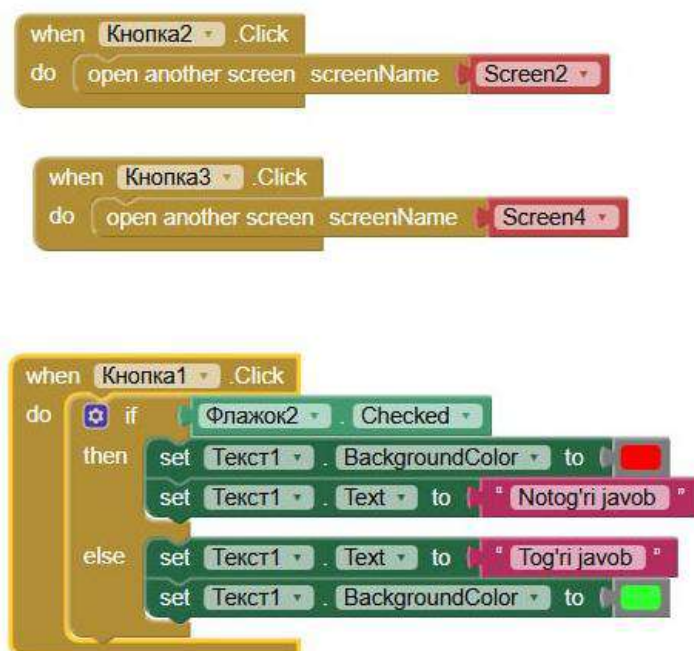 when Кнопка2 .Click
do open another screen screenName Screen2
when Кнопка3 .Click
do open another screen screenName Screen4
when Кнопка1 .Click
do if Флажок2 . Checked
then set Текст1 . BackgroundColor to
set Текст1 . Text to " Notog'ri javob "
else set Текст1 . Text to " Tog'ri javob "
set Текст1 . BackgroundColor to